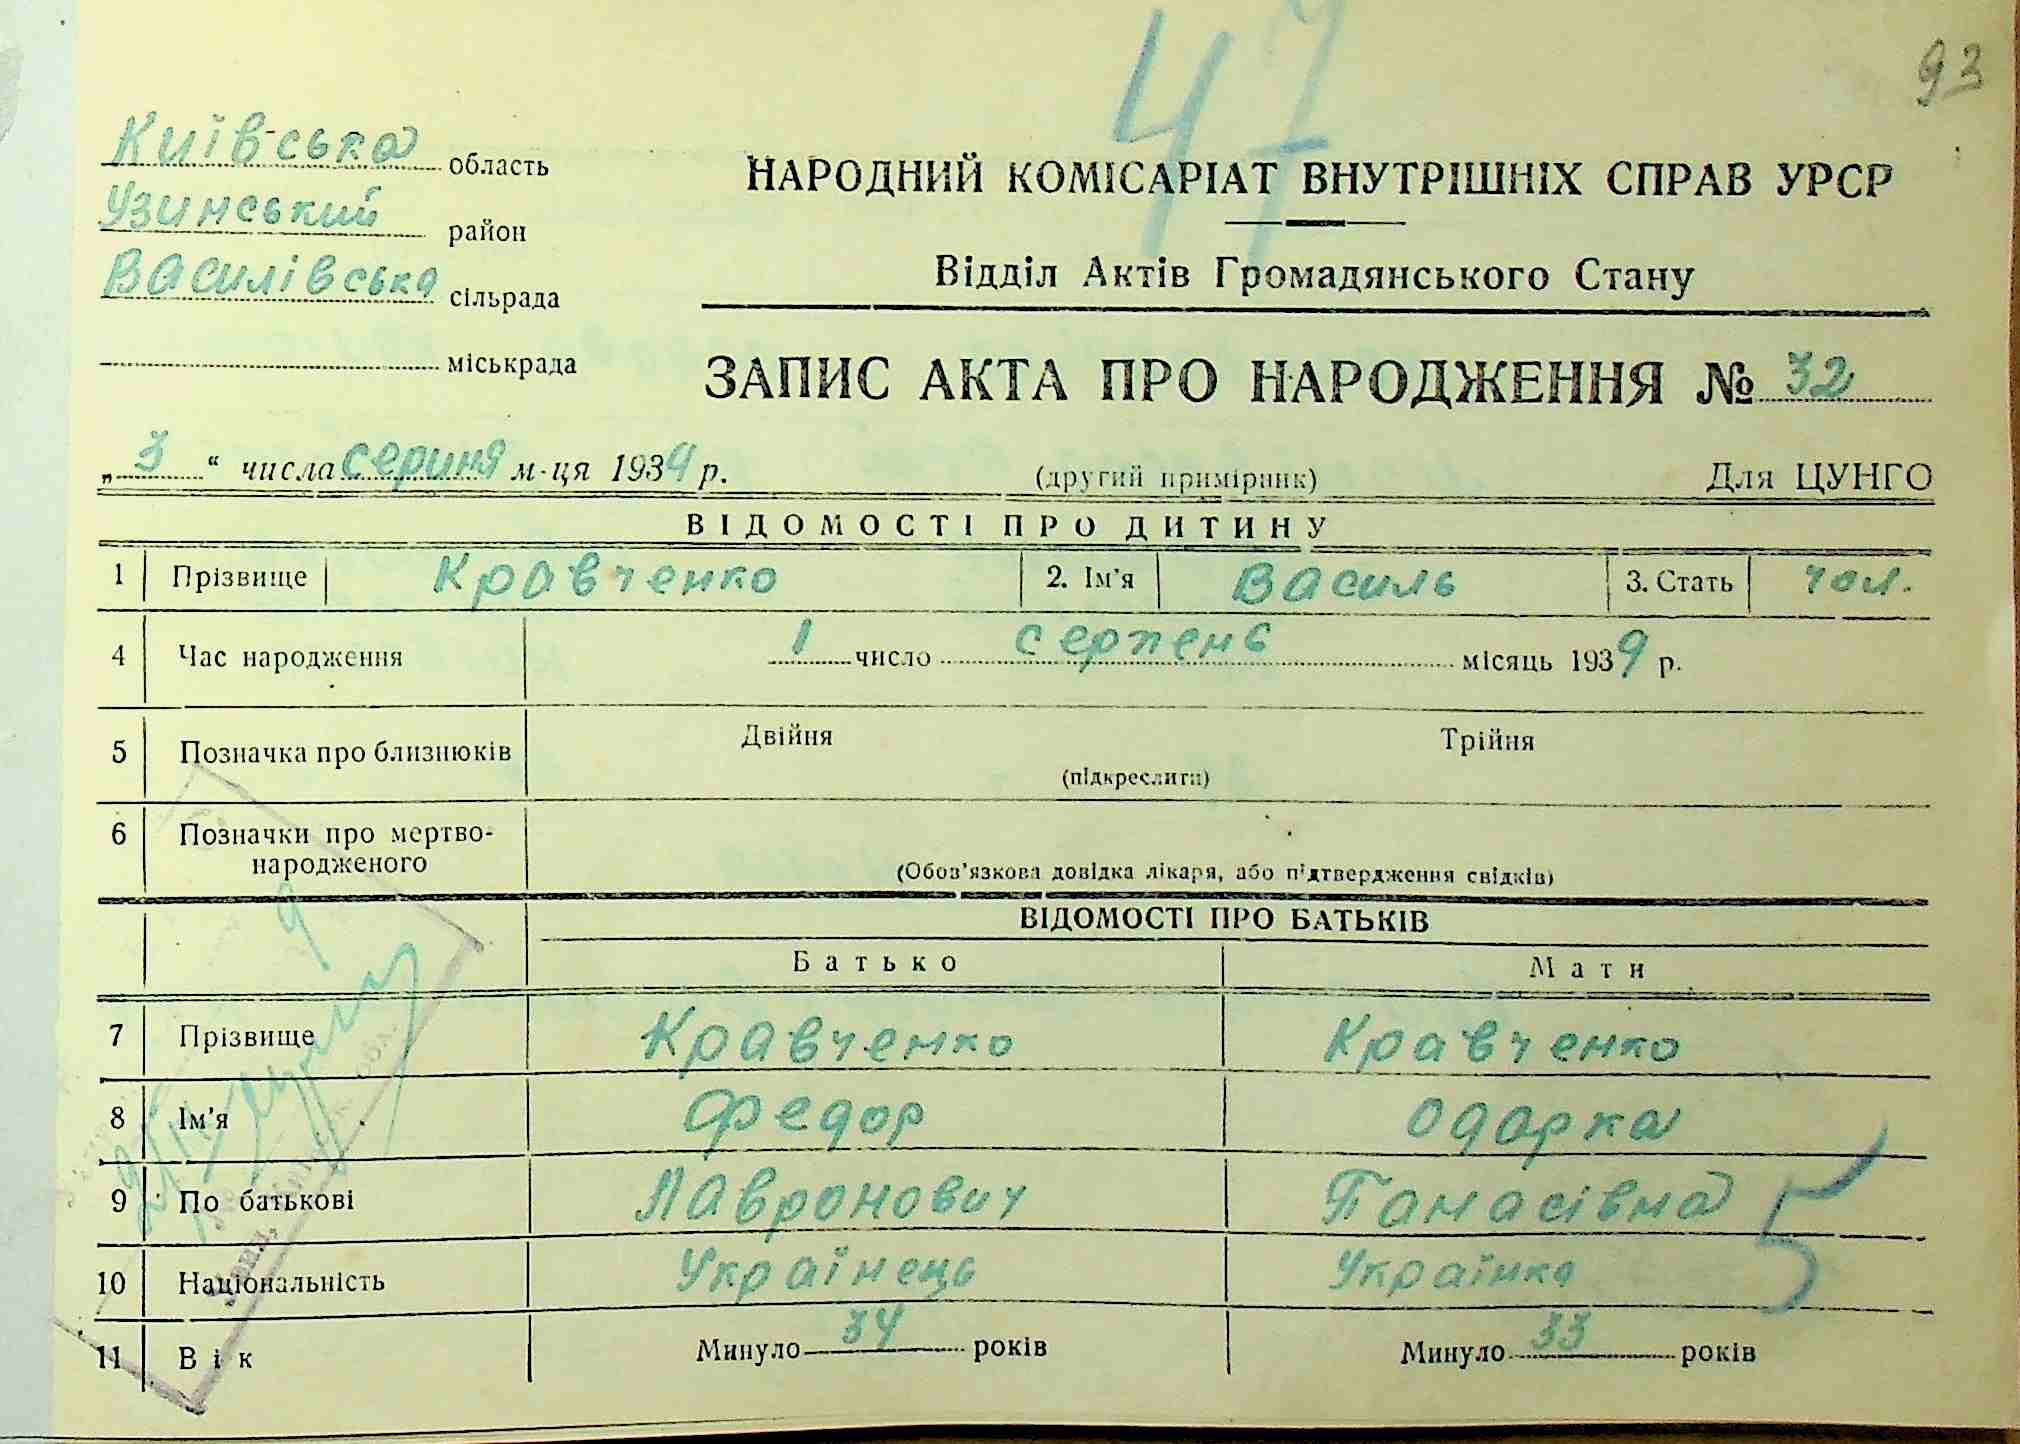 47
93
Київська область
Узинський район
Василівська сільрада
міськрада
НАРОДНИЙ КОМІСАРІАТ ВНУТРІШНІХ СПРАВ УРСР
Відділ Актів Громадянського Стану
ЗАПИС АКТА ПРО НАРОДЖЕННЯ № 32
„ 3 “ числа серпня м-ця 1939 р. (другий примірник) Для ЦУНГО
ВІДОМОСТІ ПРО ДИТИНУ
1 Прізвище Кравченко 2. Ім'я Василь 3. Стать чол.
4 Час народження 1 число серпень місяць 1939 р.
5 Позначка про близнюків Двійня Трійня
(підкреслити)
6 Позначки про мертво-
народженого
(Обов'язкова довідка лікаря, або підтвердження свідків)
ВІДОМОСТІ ПРО БАТЬКІВ
Батько Мати
7 Прізвище Кравченко Кравченко
8 Ім'я Федор Одарка
9 По батькові Лавронович Панасівна
5
10 Національність Українець Українка
11 Вік Минуло 34 років Минуло 33 років